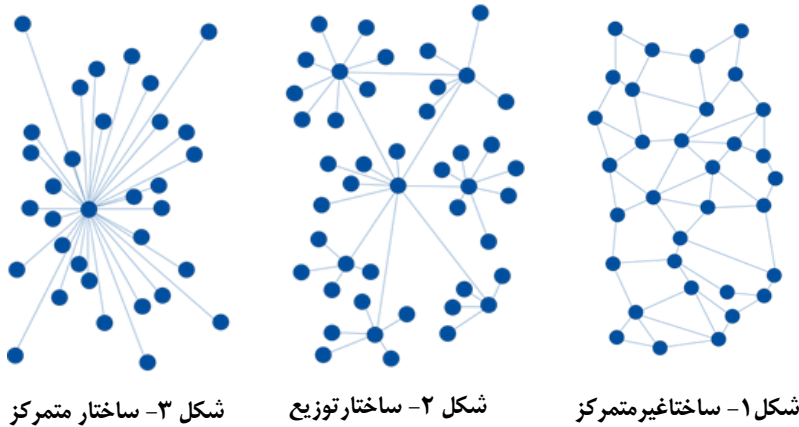 شکل۱- ساختاغیرمتمرکز
شکل ۲- ساختارتوزیع
شکل ۳- ساختار متمرکز